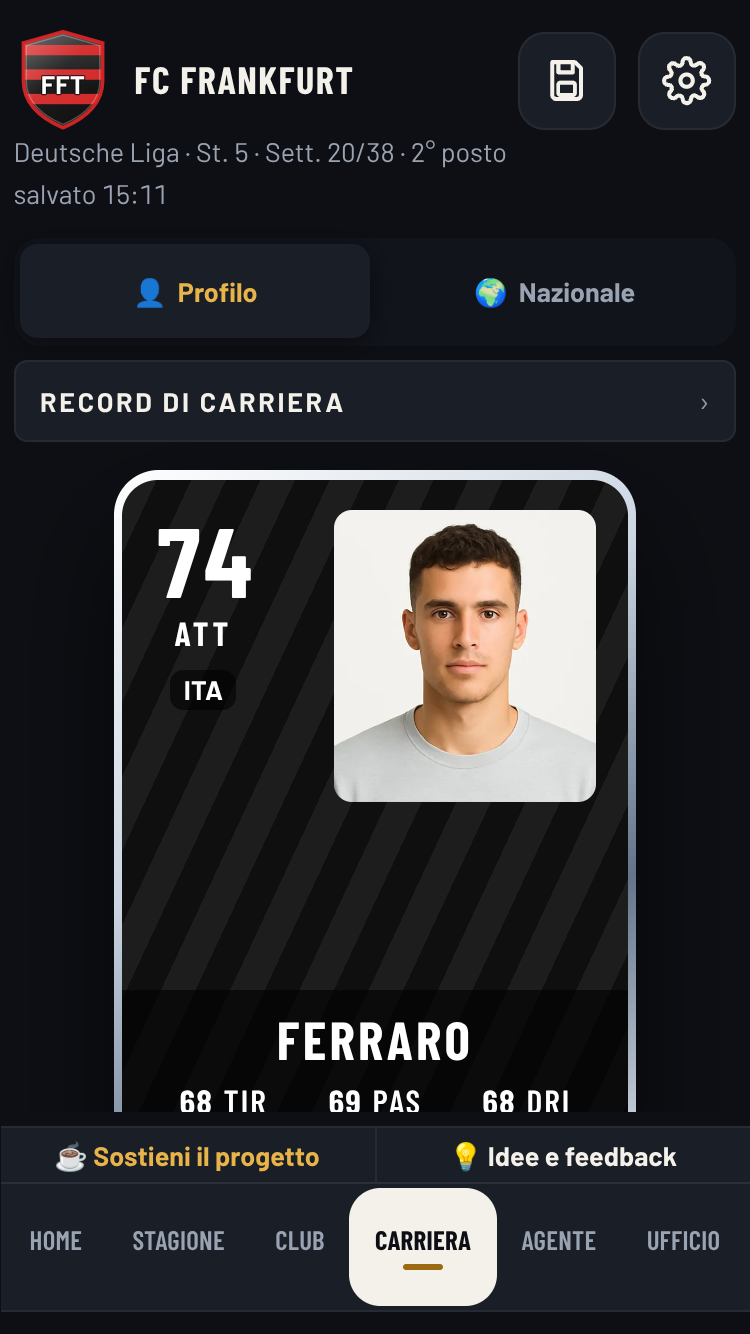 FFT
FC FRANKFURT
Deutsche Liga · St. 5 · Sett. 20/38 · 2° posto
salvato 15:11
Profilo
Nazionale
RECORD DI CARRIERA
74
ATT
ITA
FERRARO
68 TIR 69 PAS 68 DRI
Sostieni il progetto
Idee e feedback
HOME STAGIONE CLUB CARRIERA AGENTE UFFICIO